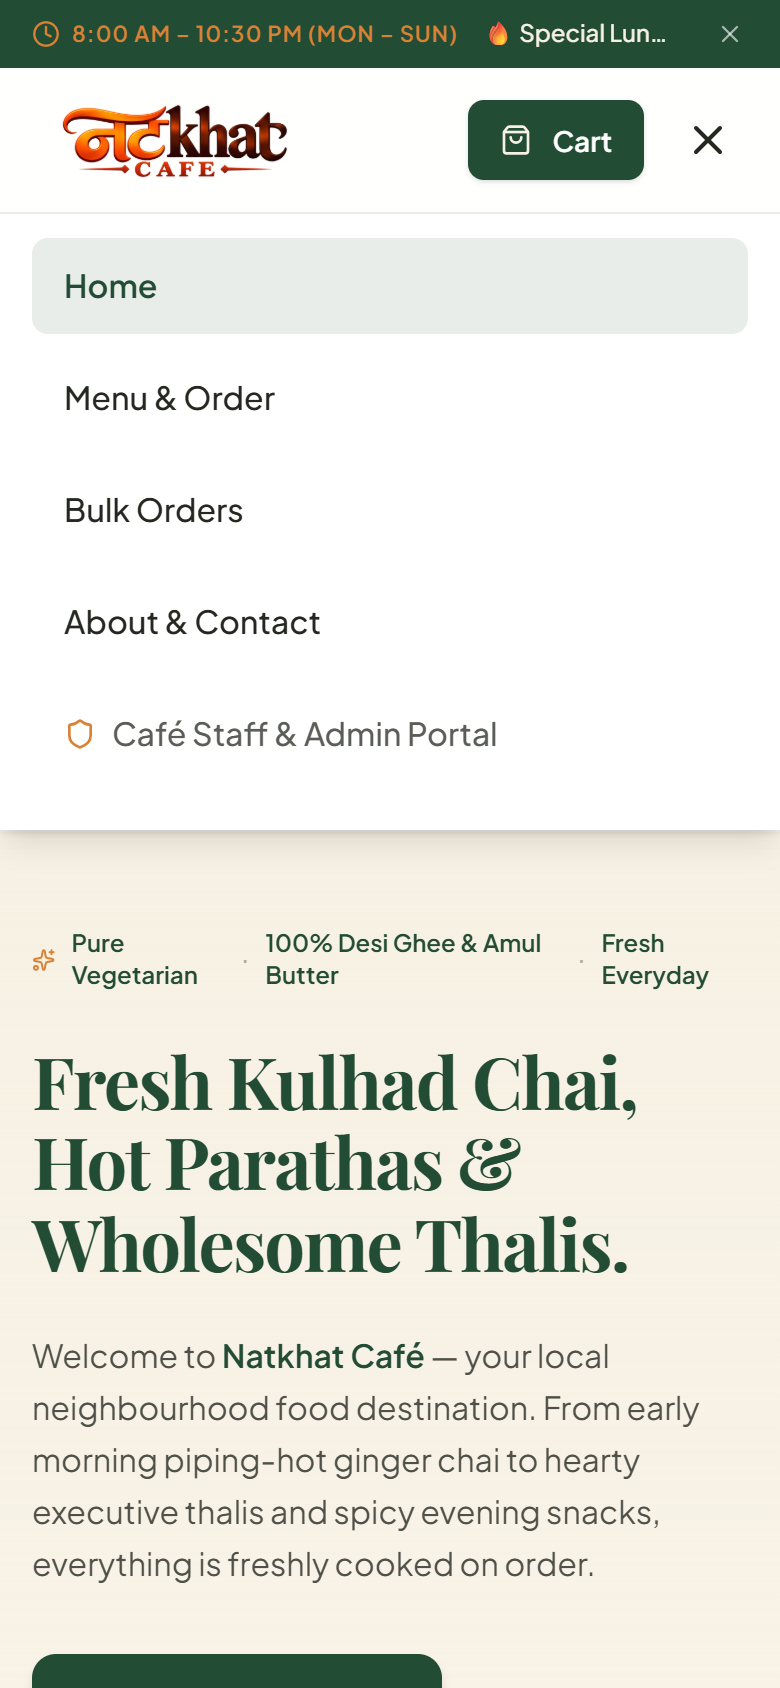 8:00 AM – 10:30 PM (MON – SUN) 🔥 Special Lun...
नटkhat
CAFE
Cart
Home
Menu & Order
Bulk Orders
About & Contact
Café Staff & Admin Portal
Pure Vegetarian · 100% Desi Ghee & Amul Butter · Fresh Everyday
Fresh Kulhad Chai,
Hot Parathas &
Wholesome Thalis.
Welcome to Natkhat Café — your local
neighbourhood food destination. From early
morning piping-hot ginger chai to hearty
executive thalis and spicy evening snacks,
everything is freshly cooked on order.